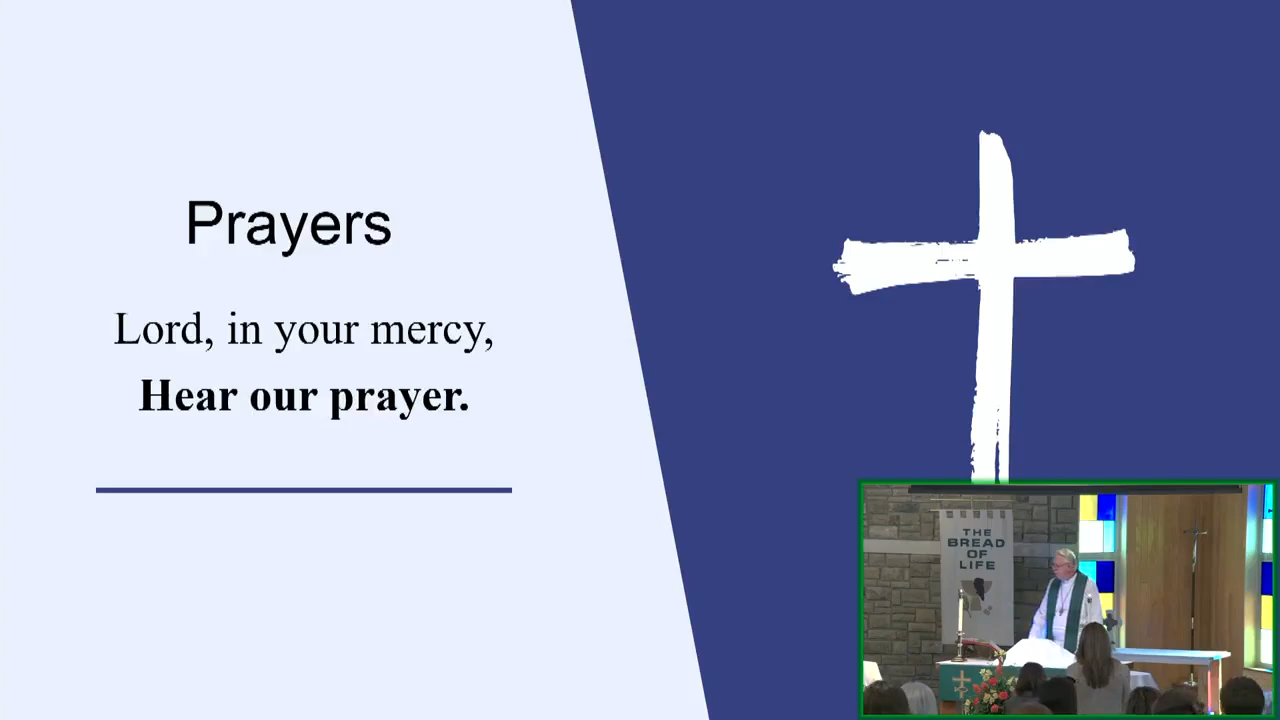 Prayers
Lord, in your mercy,
Hear our prayer.
THE
BREAD
OF
LIFE